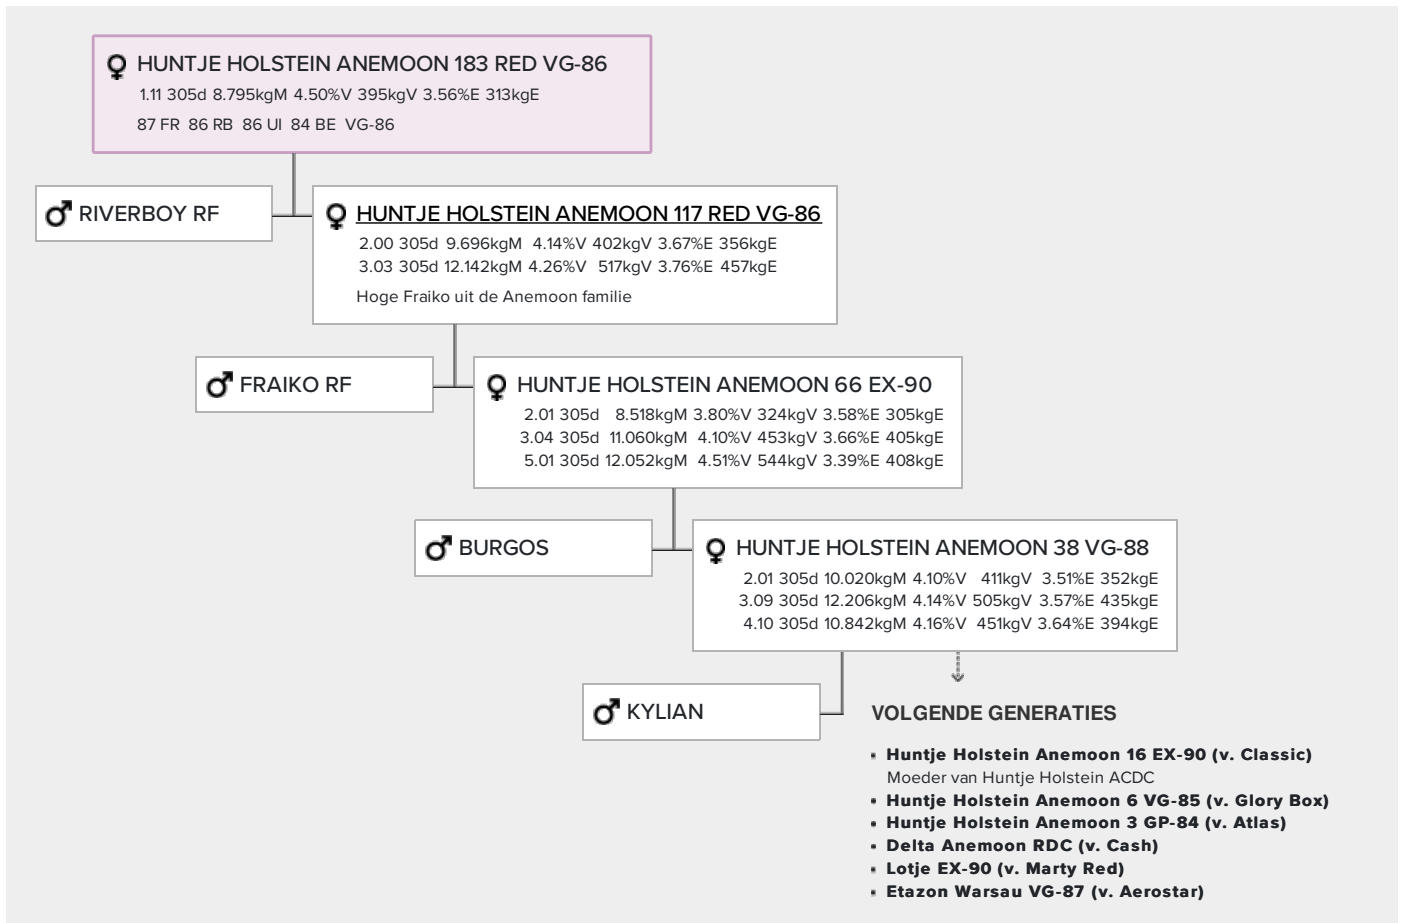 HUNTJE HOLSTEIN ANEMOON 183 RED VG-86
1.11 305d 8.795kgM 4.50%V 395kgV 3.56%E 313kgE
87 FR 86 RB 86 UI 84 BE VG-86
RIVERBOY RF
HUNTJE HOLSTEIN ANEMOON 117 RED VG-86
2.00 305d 9.696kgM 4.14%V 402kgV 3.67%E 356kgE
3.03 305d 12.142kgM 4.26%V 517kgV 3.76%E 457kgE
Hoge Fraiko uit de Anemoon familie
FRAIKO RF
HUNTJE HOLSTEIN ANEMOON 66 EX-90
2.01 305d 8.518kgM 3.80%V 324kgV 3.58%E 305kgE
3.04 305d 11.060kgM 4.10%V 453kgV 3.66%E 405kgE
5.01 305d 12.052kgM 4.51%V 544kgV 3.39%E 408kgE
BURGOS
HUNTJE HOLSTEIN ANEMOON 38 VG-88
2.01 305d 10.020kgM 4.10%V 411kgV 3.51%E 352kgE
3.09 305d 12.206kgM 4.14%V 505kgV 3.57%E 435kgE
4.10 305d 10.842kgM 4.16%V 451kgV 3.64%E 394kgE
KYLIAN
VOLGENDE GENERATIES
Huntje Holstein Anemoon 16 EX-90 (v. Classic)
Moeder van Huntje Holstein ACDC
Huntje Holstein Anemoon 6 VG-85 (v. Glory Box)
Huntje Holstein Anemoon 3 GP-84 (v. Atlas)
Delta Anemoon RDC (v. Cash)
Lotje EX-90 (v. Marty Red)
Etazon Warsau VG-87 (v. Aerostar)